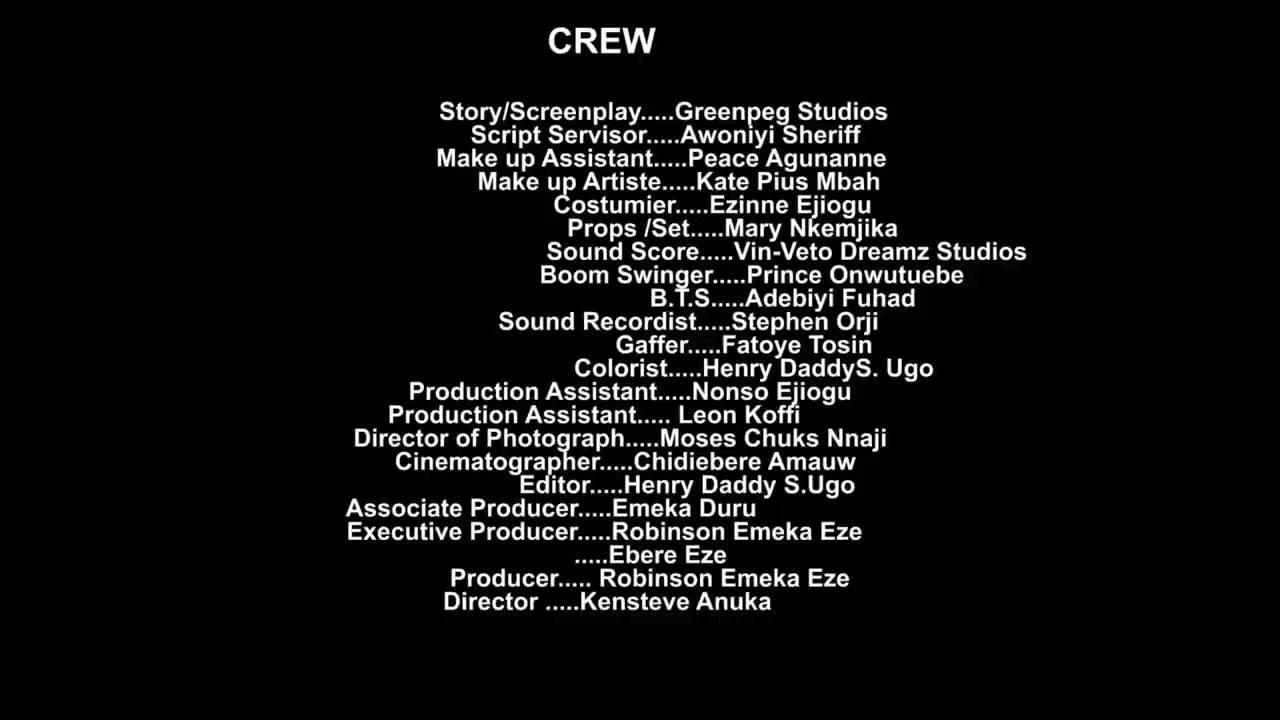 CREW
Story/Screenplay.....Greenpeg Studios
Script Servisor.....Awoniyi Sheriff
Make up Assistant.....Peace Agunanne
Make up Artiste.....Kate Pius Mbah
Costumier.....Ezinne Ejiogu
Props /Set.....Mary Nkemjika
Sound Score.....Vin-Veto Dreamz Studios
Boom Swinger.....Prince Onwutuebe
B.T.S.....Adebiyi Fuhad
Sound Recordist.....Stephen Orji
Gaffer.....Fatoye Tosin
Colorist.....Henry DaddyS. Ugo
Production Assistant.....Nonso Ejiogu
Production Assistant..... Leon Koffi
Director of Photograph.....Moses Chuks Nnaji
Cinematographer.....Chidiebere Amauw
Editor.....Henry Daddy S.Ugo
Associate Producer.....Emeka Duru
Executive Producer.....Robinson Emeka Eze
.....Ebere Eze
Producer..... Robinson Emeka Eze
Director .....Kensteve Anuka